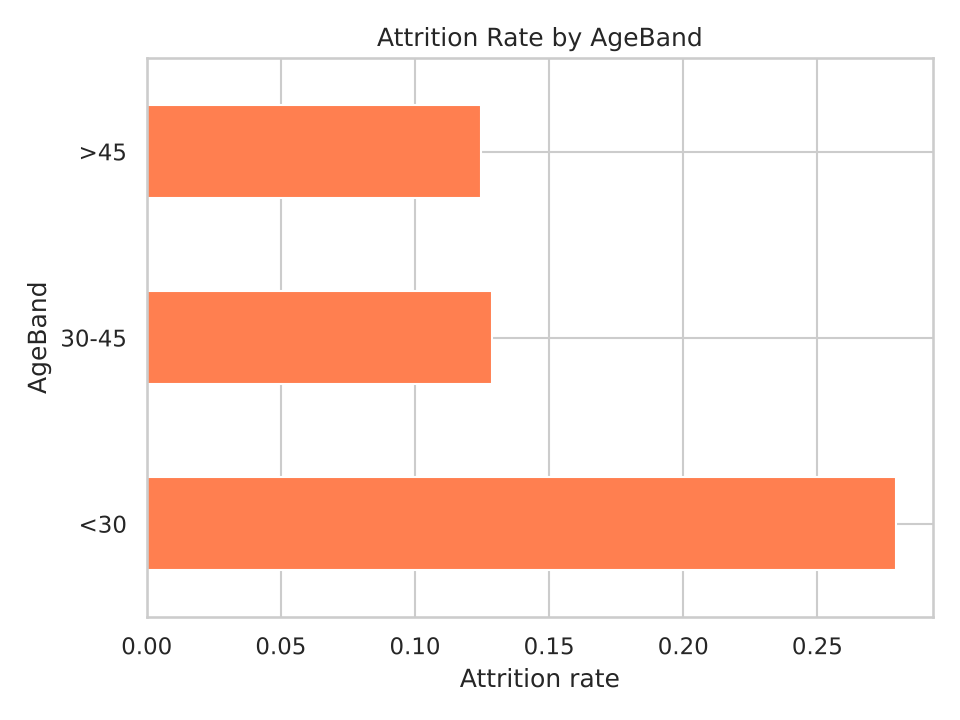 Attrition Rate by AgeBand
AgeBand
>45
30-45
<30
0.00 0.05 0.10 0.15 0.20 0.25
Attrition rate